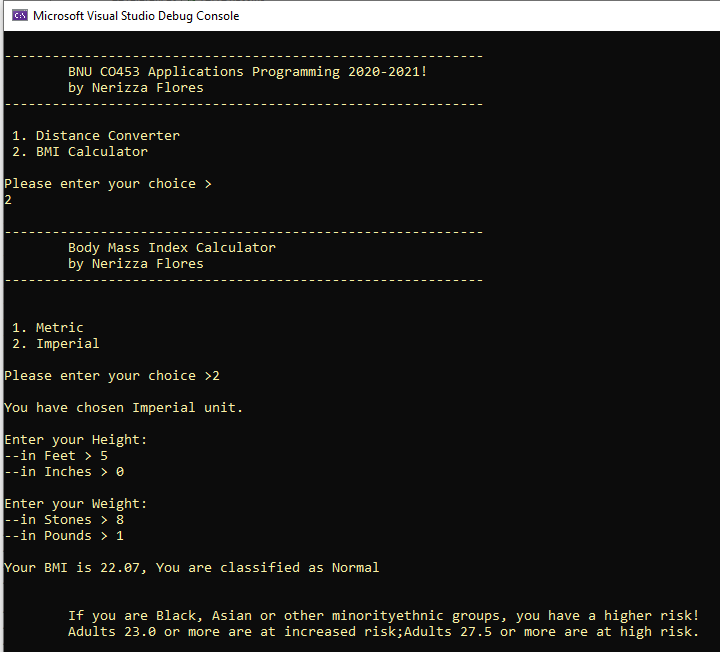 Microsoft Visual Studio Debug Console
------------------------------------------------------------
BNU CO453 Applications Programming 2020-2021!
by Nerizza Flores
------------------------------------------------------------
1. Distance Converter
2. BMI Calculator
Please enter your choice >
2
------------------------------------------------------------
Body Mass Index Calculator
by Nerizza Flores
------------------------------------------------------------
1. Metric
2. Imperial
Please enter your choice >2
You have chosen Imperial unit.
Enter your Height:
--in Feet > 5
--in Inches > 0
Enter your Weight:
--in Stones > 8
--in Pounds > 1
Your BMI is 22.07, You are classified as Normal
If you are Black, Asian or other minorityethnic groups, you have a higher risk!
Adults 23.0 or more are at increased risk;Adults 27.5 or more are at high risk.